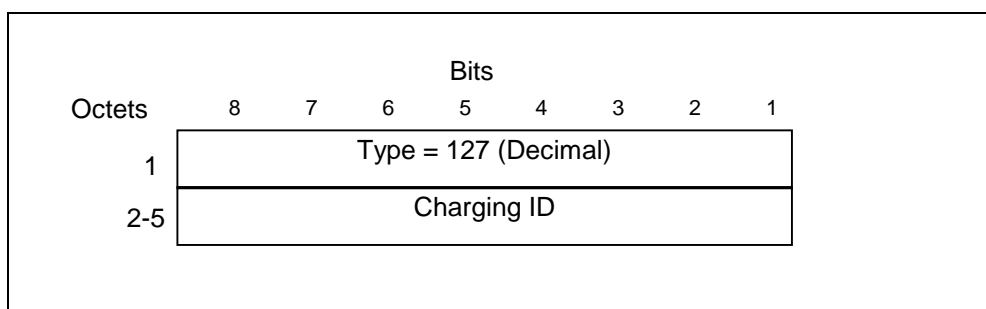 Bits
Octets 8 7 6 5 4 3 2 1
1 Type = 127 (Decimal)
2-5 Charging ID